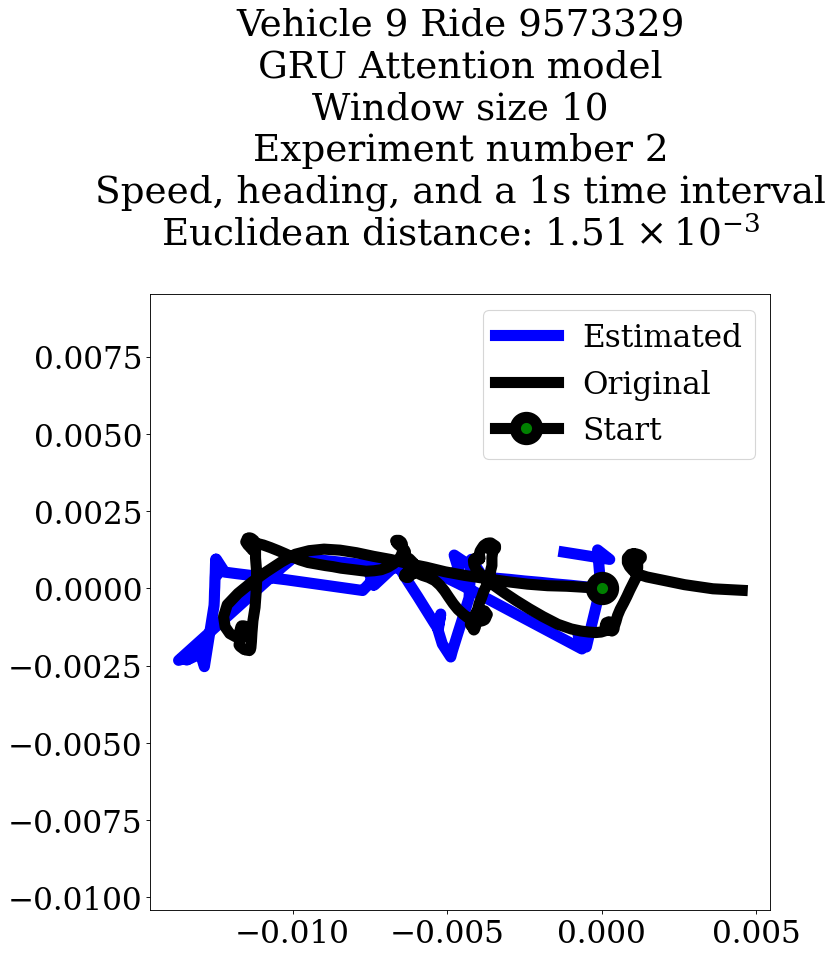 Vehicle 9 Ride 9573329
GRU Attention model
Window size 10
Experiment number 2
Speed, heading, and a 1s time interval
Euclidean distance: 1.51 × 10⁻³
Estimated
Original
Start
0.0075
0.0050
0.0025
0.0000
−0.0025
−0.0050
−0.0075
−0.0100
−0.010 −0.005 0.000 0.005